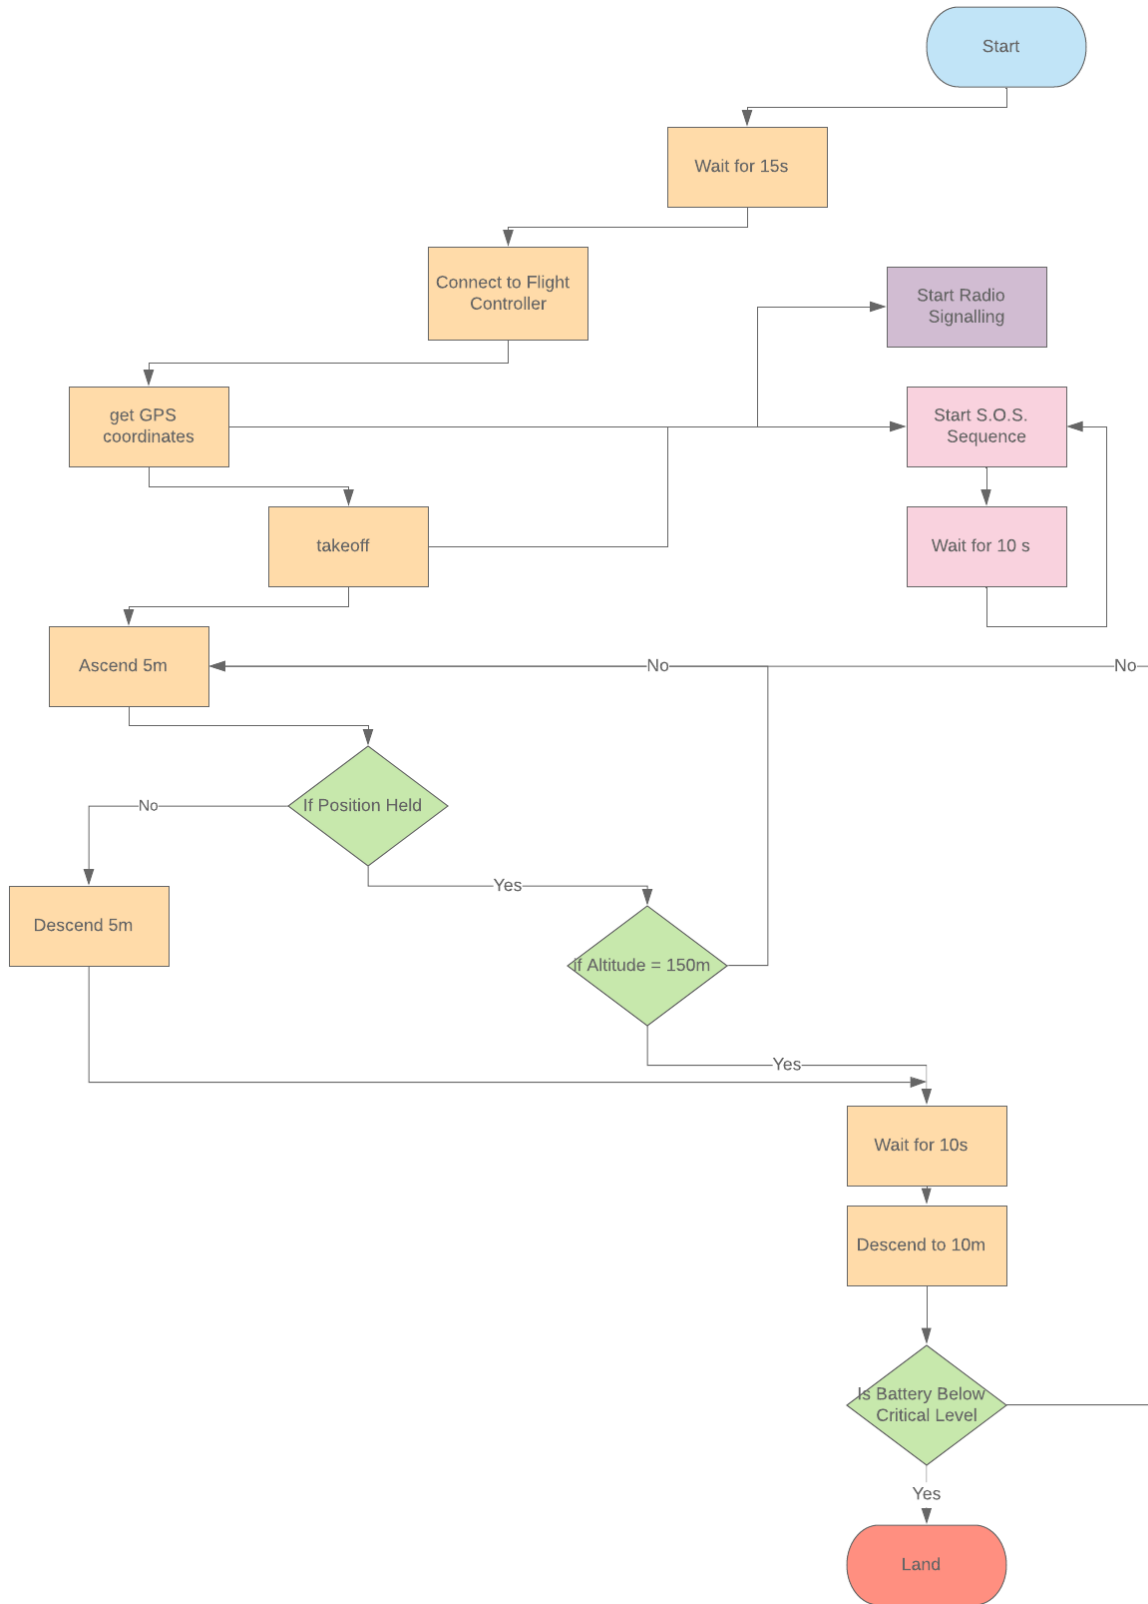 Start
Wait for 15s
Connect to Flight
Controller
Start Radio
Signalling
get GPS
coordinates
Start S.O.S.
Sequence
takeoff
Wait for 10 s
Ascend 5m
No
No
If Position Held
No
Yes
Descend 5m
if Altitude = 150m
Yes
Wait for 10s
Descend to 10m
Is Battery Below
Critical Level
Yes
Land